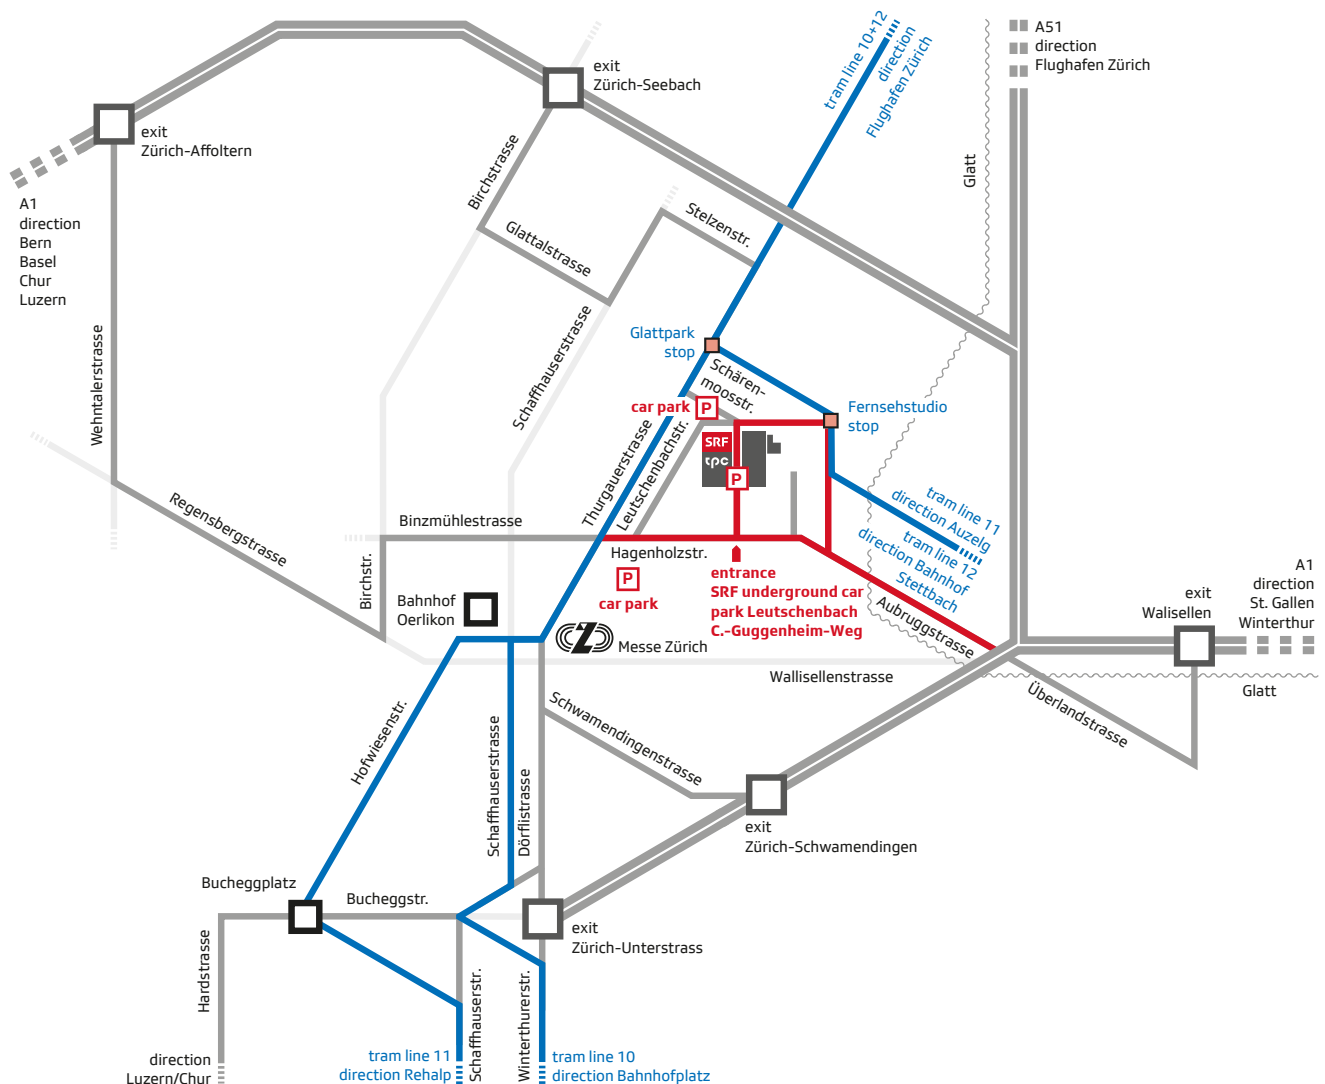 tram line 10+12
direction
Flughafen Zürich
A51
direction
Flughafen Zürich
exit
Zürich-Seebach
exit
Zürich-Affoltern
Birchstrasse
Glatt
A1
direction
Bern
Basel
Chur
Luzern
Stelzenstr.
Glattalstrasse
Wehntalerstrasse
Schaffhauserstrasse
Glattpark
stop
Schären-
moosstr.
car park
P
Fernsehstudio
stop
Thurgauerstrasse
Leutschenbachstr.
SRF
tpc
P
Regensbergstrasse
Binzmühlestrasse
tram line 11
direction Auzelg
tram line 12
direction Bahnhof
Stettbach
Hagenholzstr.
P
car park
entrance
SRF underground car
park Leutschenbach
C.-Guggenheim-Weg
Birchstr.
Bahnhof
Oerlikon
Z
Messe Zürich
Aubruggstrasse
A1
direction
St. Gallen
Winterthur
exit
Walisellen
Wallisellenstrasse
Glatt
Überlandstrasse
Hofwiesenstr.
Schaffhauserstrasse
Dörflistrasse
Schwamendingenstrasse
exit
Zürich-Schwamendingen
Bucheggplatz
Bucheggstr.
exit
Zürich-Unterstrass
Hardstrasse
Schaffhauserstr.
Winterthurerstr.
direction
Luzern/Chur
tram line 11
direction Rehalp
tram line 10
direction Bahnhofplatz